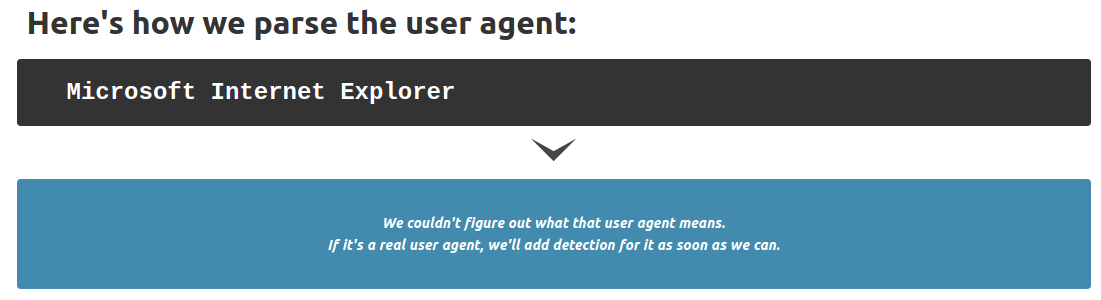 Here's how we parse the user agent:
Microsoft Internet Explorer
We couldn't figure out what that user agent means.
If it's a real user agent, we'll add detection for it as soon as we can.